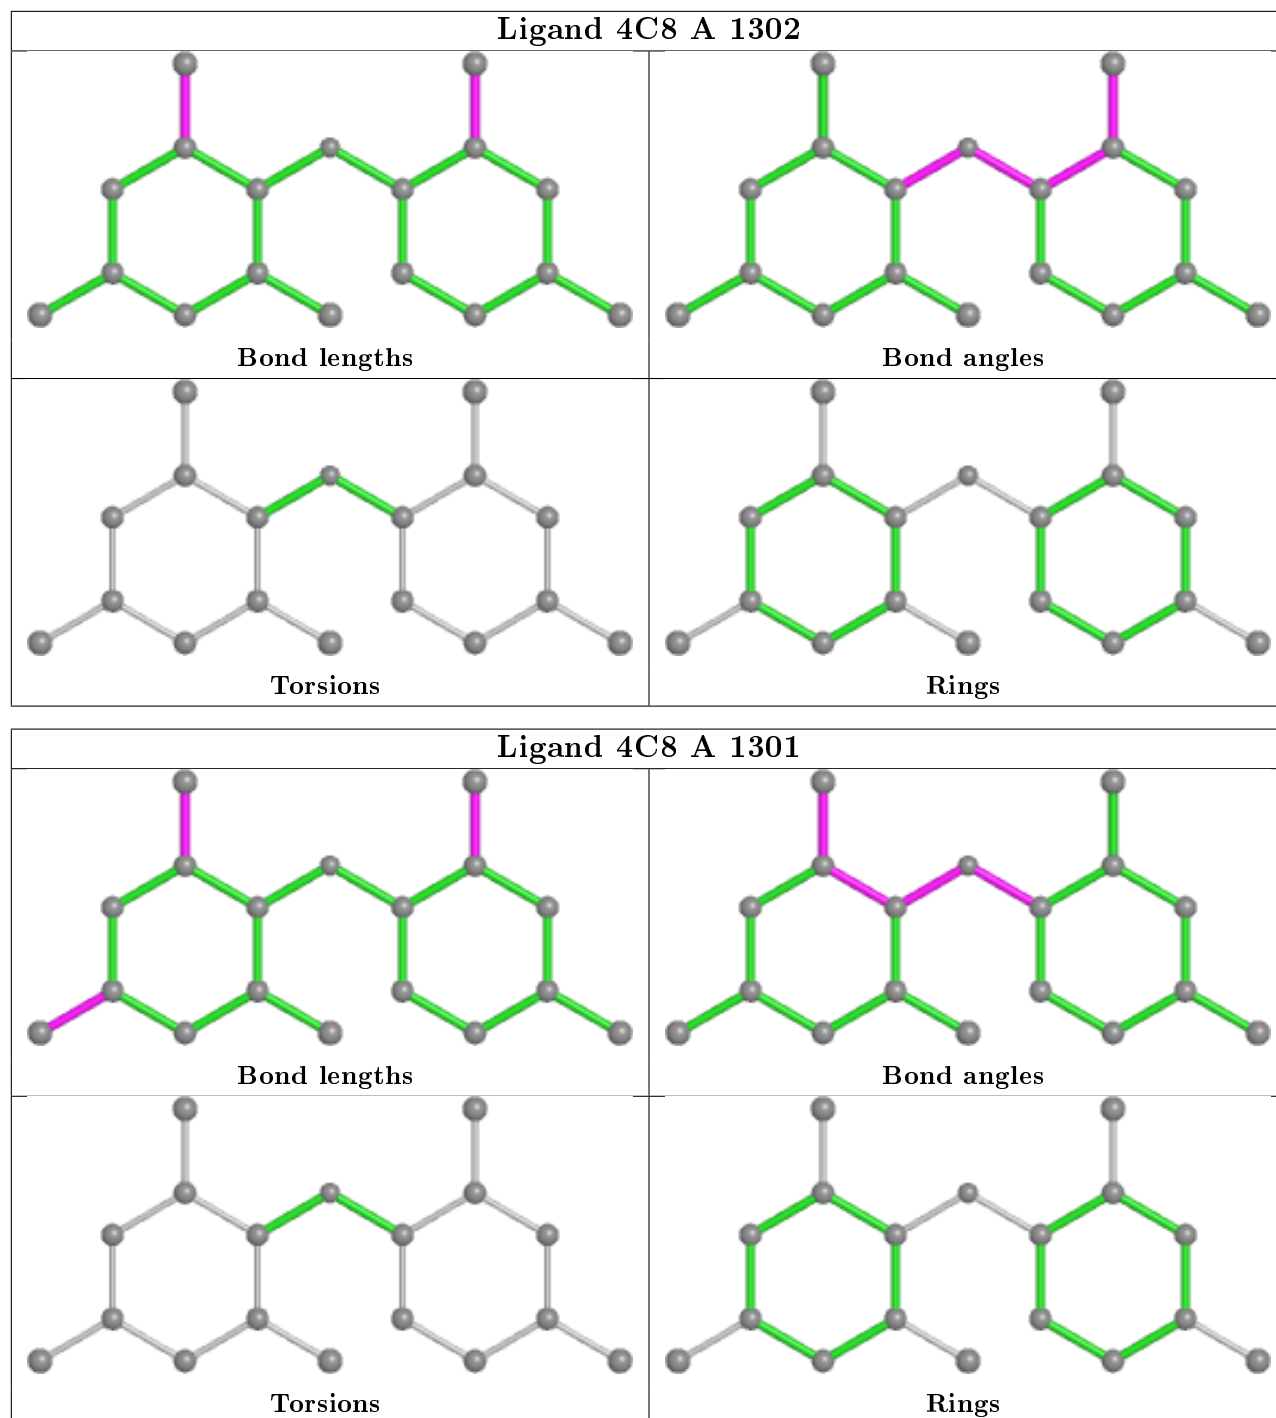 Ligand 4C8 A 1302
Bond lengths
Bond angles
Torsions
Rings
Ligand 4C8 A 1301
Bond lengths
Bond angles
Torsions
Rings